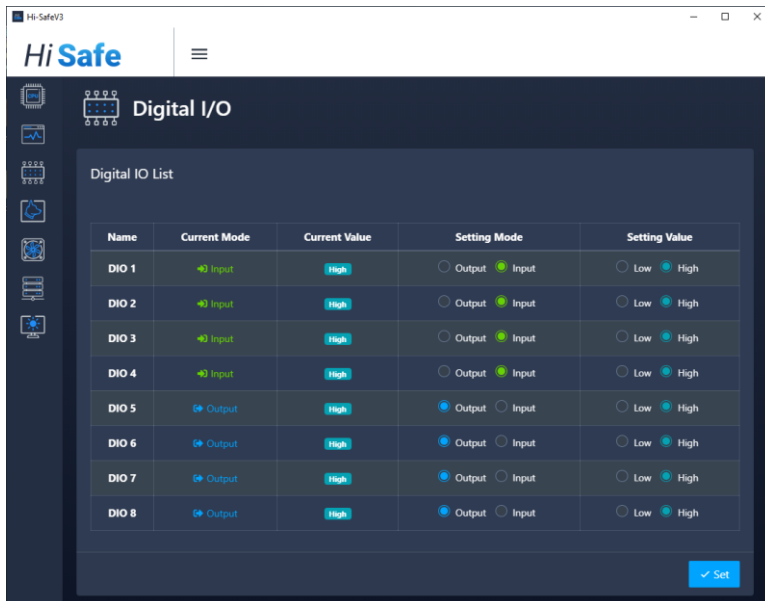 Hi-SafeV3
Hi Safe
CPU
Digital I/O
Digital IO List
Name Current Mode Current Value Setting Mode Setting Value
DIO 1 Input High Output Input Low High
DIO 2 Input High Output Input Low High
DIO 3 Input High Output Input Low High
DIO 4 Input High Output Input Low High
DIO 5 Output High Output Input Low High
DIO 6 Output High Output Input Low High
DIO 7 Output High Output Input Low High
DIO 8 Output High Output Input Low High
Set